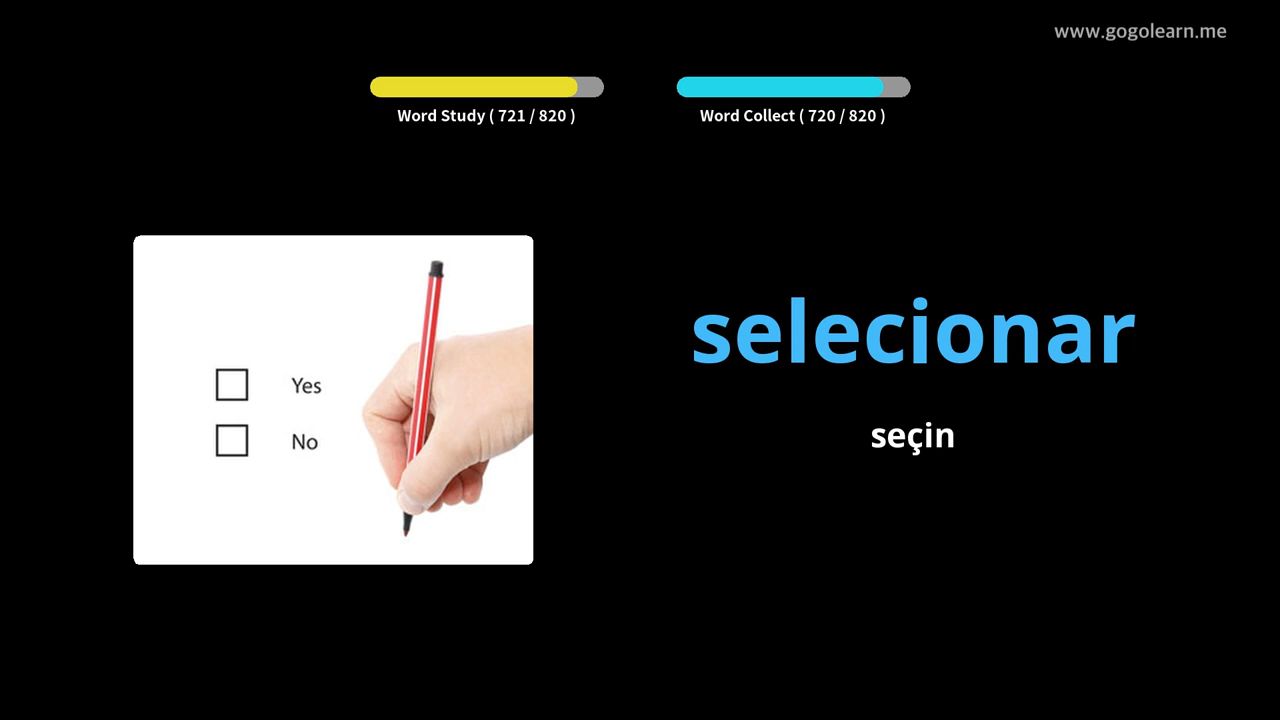 www.gogolearn.me
Word Study ( 721 / 820 )
Word Collect ( 720 / 820 )
Yes
No
selecionar
seçin